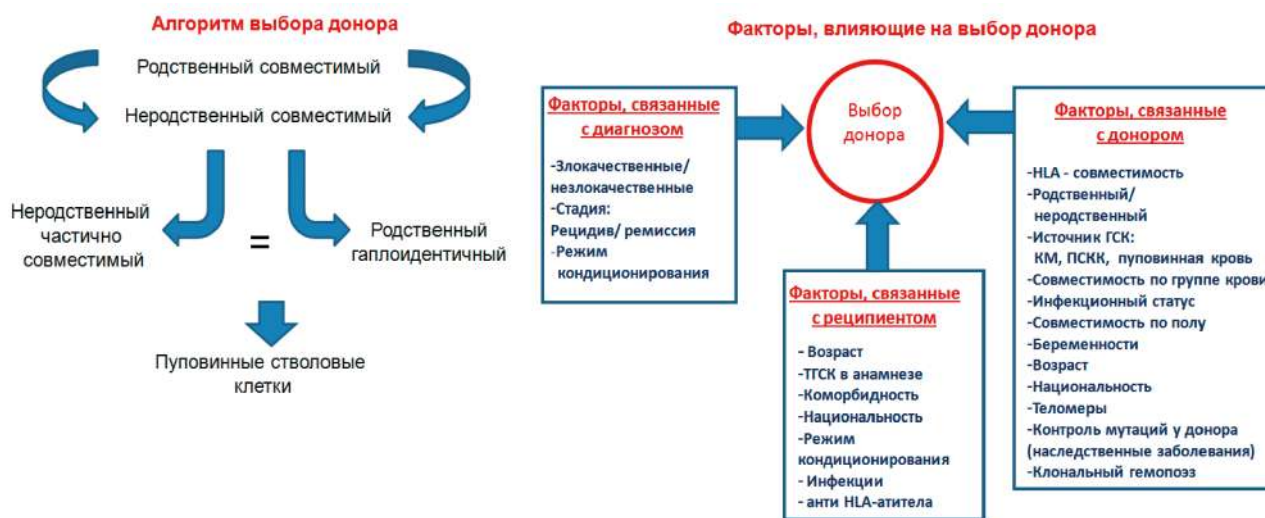 Алгоритм выбора донора
Родственный совместимый
Неродственный совместимый
Неродственный
частично
совместимый
=
Родственный
гаплоидентичный
Пуповинные стволовые
клетки
Факторы, влияющие на выбор донора
Факторы, связанные
с диагнозом
-Злокачественные/
незлокачественные
-Стадия:
Рецидив/ ремиссия
-Режим
кондиционирования
Выбор
донора
Факторы, связанные
с реципиентом
- Возраст
-ТГСК в анамнезе
-Коморбидность
-Национальность
-Режим
кондиционирования
- Инфекции
- анти HLA-атитела
Факторы, связанные
с донором
-HLA - совместимость
-Родственный/
неродственный
-Источник ГСК:
КМ, ПСКК, пуповинная кровь
-Совместимость по группе крови
-Инфекционный статус
-Совместимость по полу
-Беременности
-Возраст
-Национальность
-Теломеры
-Контроль мутаций у донора
(наследственные заболевания)
-Клональный гемопоэз